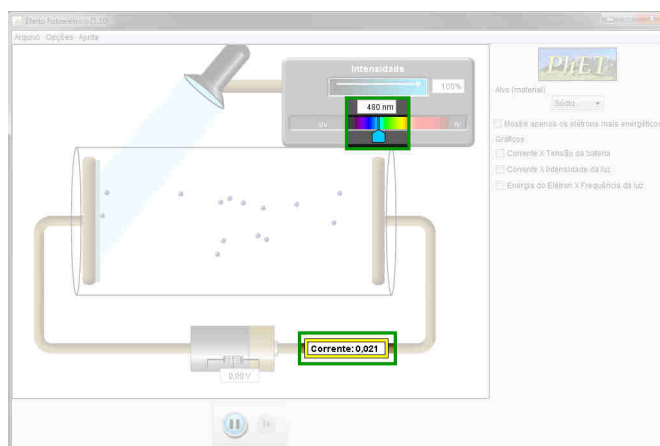 Efeito Fotoelétrico (1.10)
Arquivo Opções Ajuda
Intensidade
100%
480 nm
UV
IV
Corrente: 0,021
0,00 V
PhET
Alvo (material)
Sódio
Mostre apenas os elétrons mais energéticos
Gráficos
Corrente X Tensão da bateria
Corrente X Intensidade da luz
Energia do Elétron X Frequência da luz